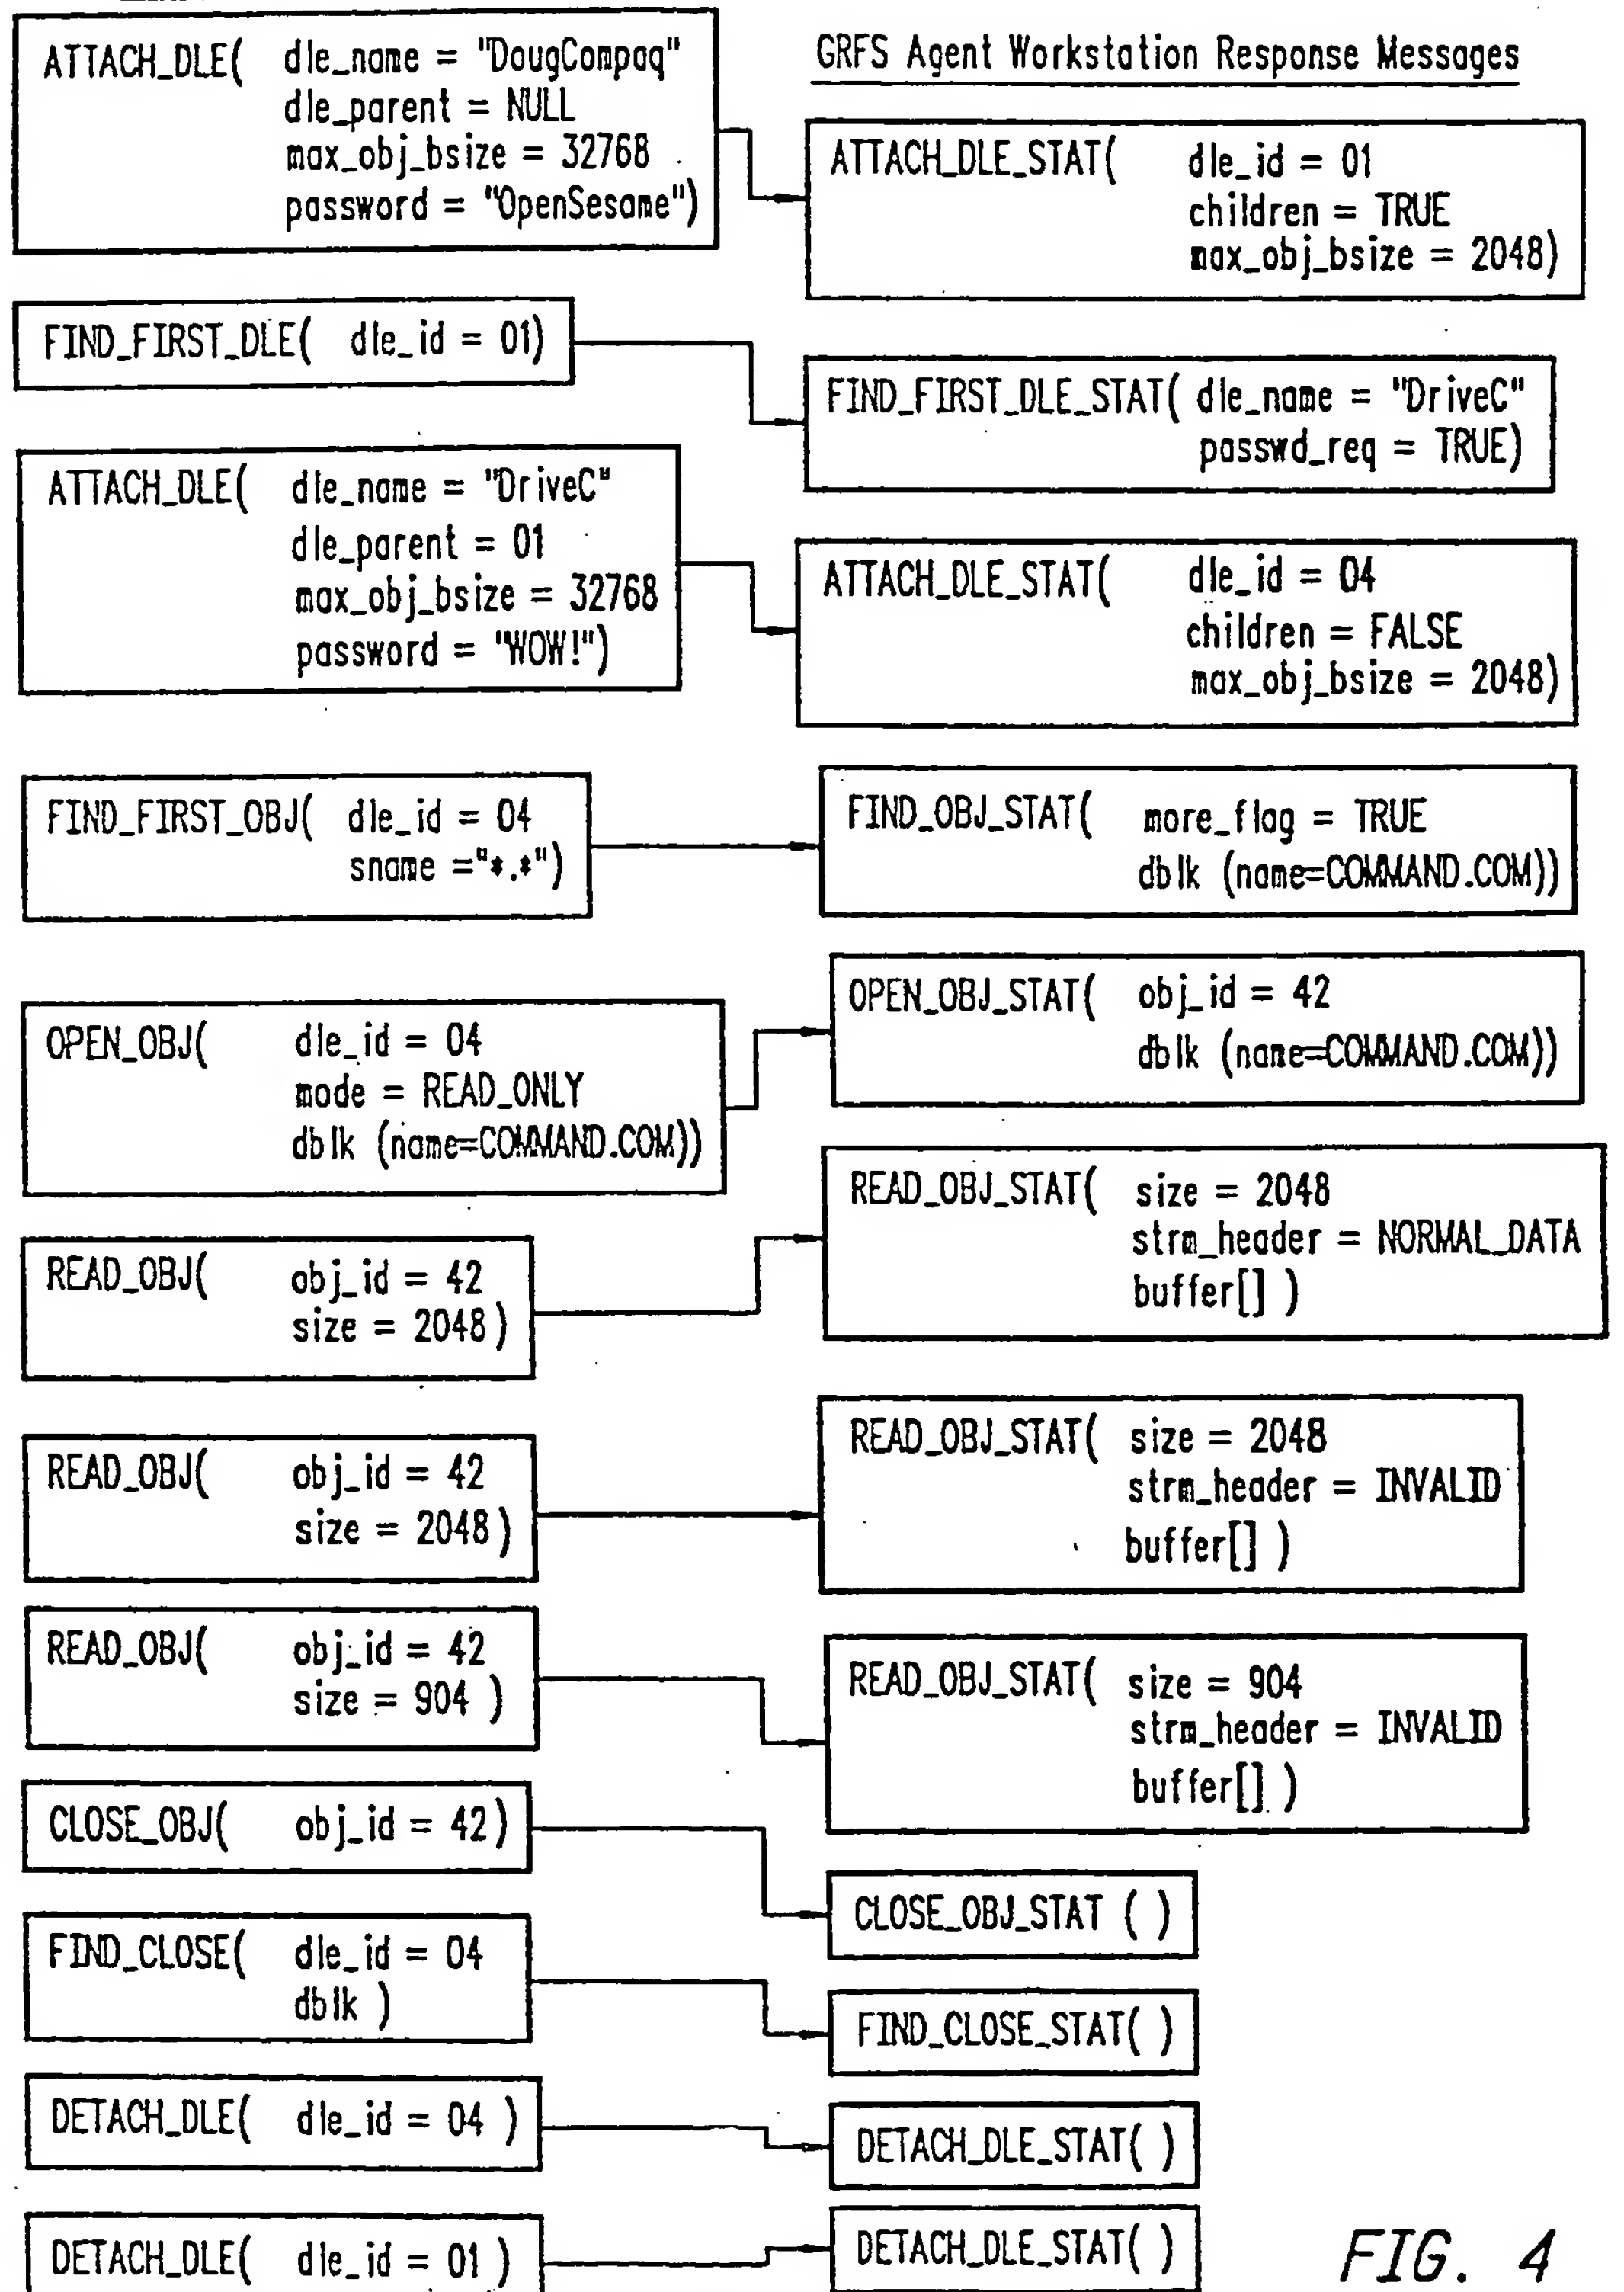 ATTACH_DLE( dle_name = "DougCompaq"
dle_parent = NULL
max_obj_bsize = 32768
password = "OpenSesame")
GRFS Agent Workstation Response Messages
ATTACH_DLE_STAT( dle_id = 01
children = TRUE
max_obj_bsize = 2048)
FIND_FIRST_DLE( dle_id = 01)
FIND_FIRST_DLE_STAT( dle_name = "DriveC"
passwd_req = TRUE)
ATTACH_DLE( dle_name = "DriveC"
dle_parent = 01
max_obj_bsize = 32768
password = "WOW!")
ATTACH_DLE_STAT( dle_id = 04
children = FALSE
max_obj_bsize = 2048)
FIND_FIRST_OBJ( dle_id = 04
sname ="*.*")
FIND_OBJ_STAT( more_flag = TRUE
dblk (name=COMMAND.COM))
OPEN_OBJ( dle_id = 04
mode = READ_ONLY
dblk (name=COMMAND.COM))
OPEN_OBJ_STAT( obj_id = 42
dblk (name=COMMAND.COM))
READ_OBJ( obj_id = 42
size = 2048)
READ_OBJ_STAT( size = 2048
strm_header = NORMAL_DATA
buffer[] )
READ_OBJ( obj_id = 42
size = 2048)
READ_OBJ_STAT( size = 2048
strm_header = INVALID
buffer[] )
READ_OBJ( obj_id = 42
size = 904 )
READ_OBJ_STAT( size = 904
strm_header = INVALID
buffer[] )
CLOSE_OBJ( obj_id = 42)
CLOSE_OBJ_STAT ( )
FIND_CLOSE( dle_id = 04
dblk )
FIND_CLOSE_STAT( )
DETACH_DLE( dle_id = 04 )
DETACH_DLE_STAT( )
DETACH_DLE( dle_id = 01 )
DETACH_DLE_STAT( )
FIG. 4